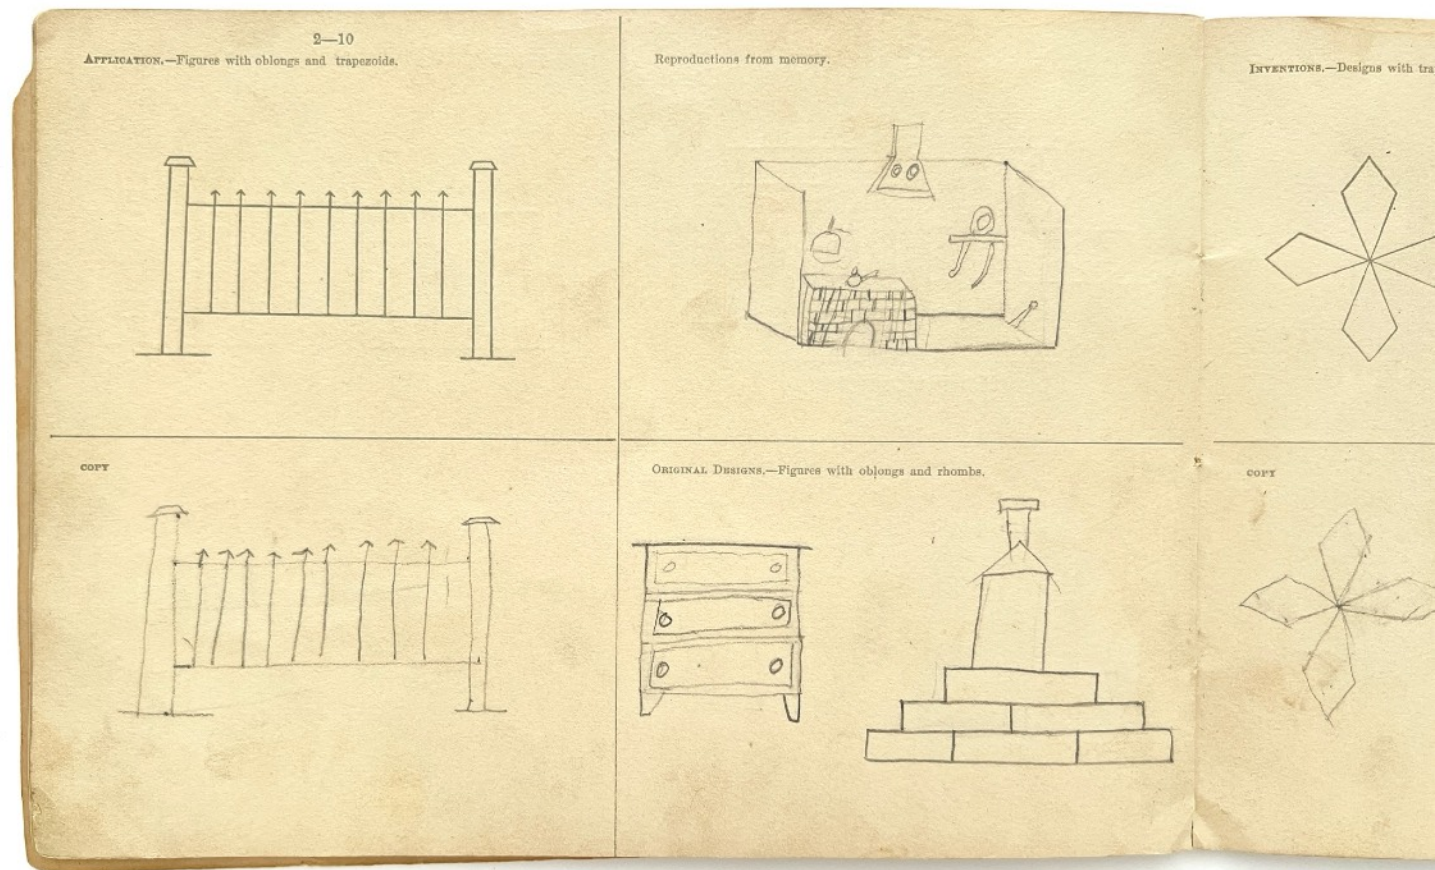 2—10
APPLICATION.—Figures with oblongs and trapezoids.
Reproductions from memory.
INVENTIONS.—Designs with tra
COPY
ORIGINAL DESIGNS.—Figures with oblongs and rhombs.
COPY